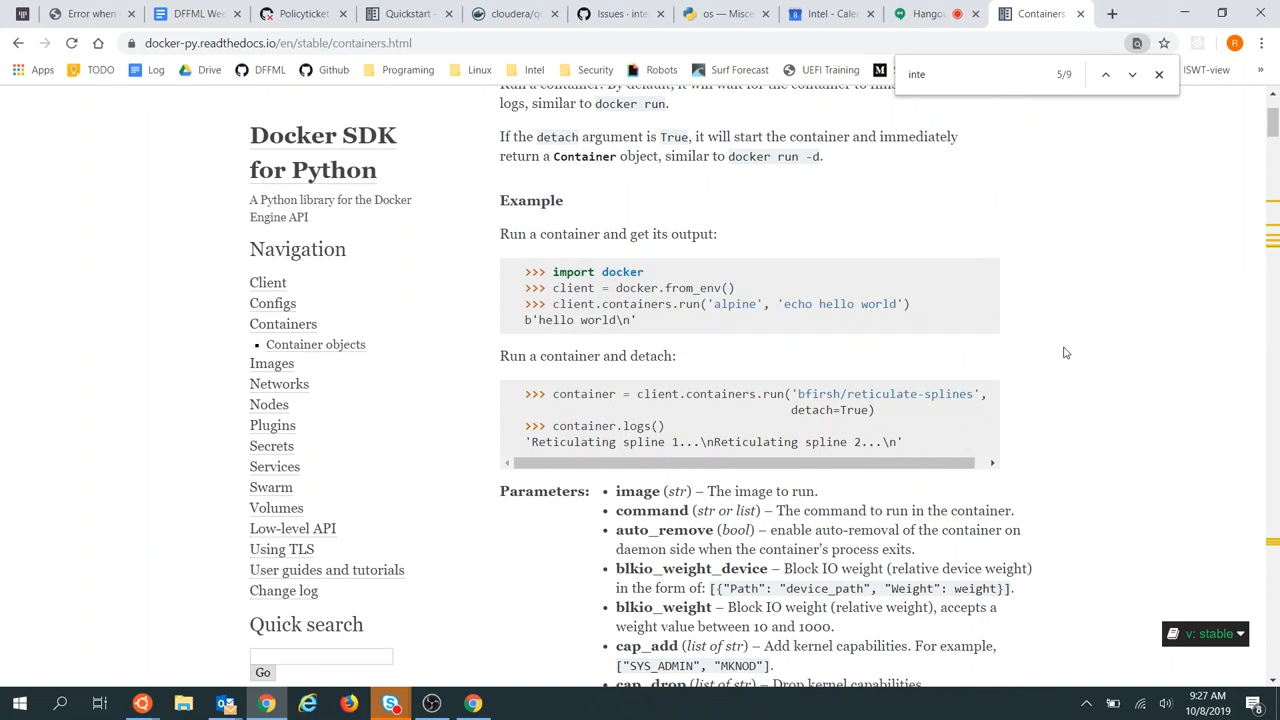 Error when
DFFML Wee
Policyticket
Quickstart -
cloudera/qu
Issues · inte
os — Misce
Intel - Cale
Hangou
Containers
docker-py.readthedocs.io/en/stable/containers.html
R
Apps
TODO
Log
Drive
DFFML
Github
Programing
Linux
Intel
Security
Robots
Surf Forecast
UEFI Training
ISWT-view
»
inte
5/9
Docker SDK
for Python
A Python library for the Docker
Engine API
Navigation
Client
Configs
Containers
Container objects
Images
Networks
Nodes
Plugins
Secrets
Services
Swarm
Volumes
Low-level API
Using TLS
User guides and tutorials
Change log
Quick search
Go
logs, similar to docker run.
If the detach argument is True, it will start the container and immediately
return a Container object, similar to docker run -d.
Example
Run a container and get its output:
>>> import docker
>>> client = docker.from_env()
>>> client.containers.run('alpine', 'echo hello world')
b'hello world\n'
Run a container and detach:
>>> container = client.containers.run('bfirsh/reticulate-splines',
detach=True)
>>> container.logs()
'Reticulating spline 1...\nReticulating spline 2...\n'
Parameters: • image (str) – The image to run.
• command (str or list) – The command to run in the container.
• auto_remove (bool) – enable auto-removal of the container on
daemon side when the container's process exits.
• blkio_weight_device – Block IO weight (relative device weight)
in the form of: [{"Path": "device_path", "Weight": weight}].
• blkio_weight – Block IO weight (relative weight), accepts a
weight value between 10 and 1000.
• cap_add (list of str) – Add kernel capabilities. For example,
["SYS_ADMIN", "MKNOD"].
• cap_drop (list of str) – Drop kernel capabilities.
v: stable
9:27 AM
10/8/2019
8